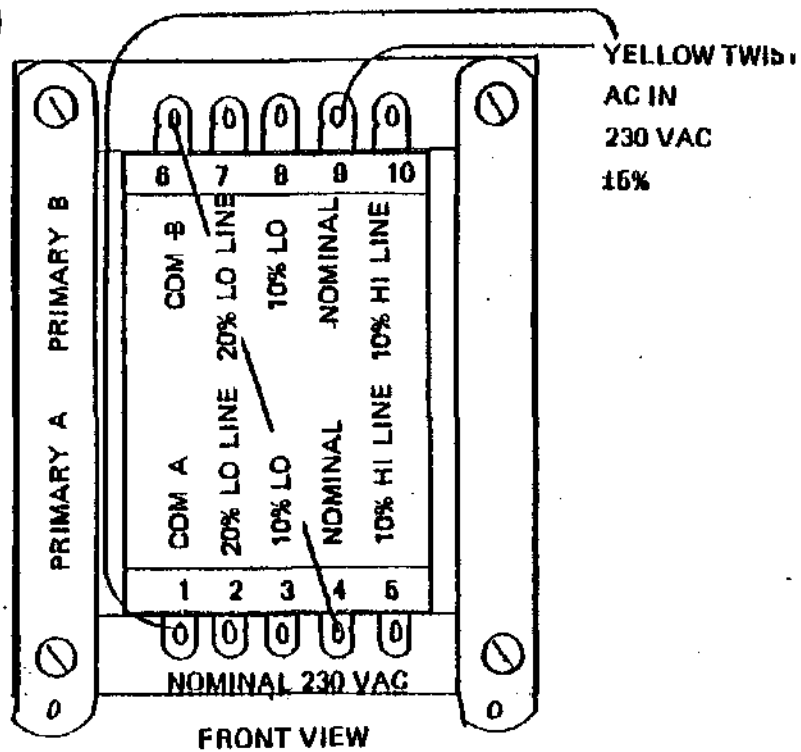 YELLOW TWIST
AC IN
230 VAC
±5%
6 7 8 9 10
PRIMARY B
COM B
20% LO LINE
10% LO
NOMINAL
10% HI LINE
PRIMARY A
COM A
20% LO LINE
10% LO
NOMINAL
10% HI LINE
1 2 3 4 5
NOMINAL 230 VAC
FRONT VIEW